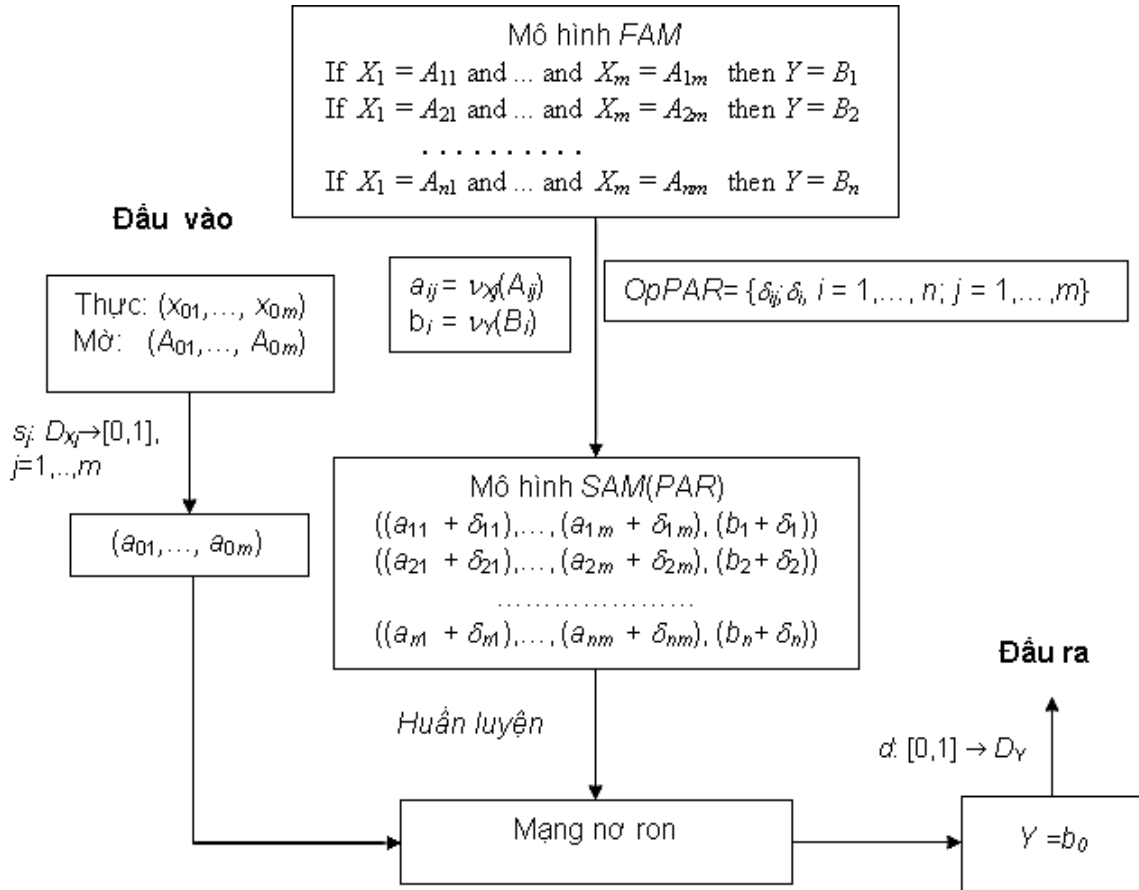 Mô hình FAM
If X₁ = A₁₁ and ... and Xₘ = A₁ₘ then Y = B₁
If X₁ = A₂₁ and ... and Xₘ = A₂ₘ then Y = B₂
. . . . . . . . . .
If X₁ = Aₙ₁ and ... and Xₘ = Aₙₘ then Y = Bₙ
Đầu vào
Thực: (x₀₁,..., x₀ₘ)
Mờ: (A₀₁,..., A₀ₘ)
aᵢⱼ = νXⱼ(Aᵢⱼ)
bᵢ = νY(Bᵢ)
OpPAR= {δᵢⱼ; δᵢ, i = 1,..., n; j = 1,...,m}
sⱼ: DXⱼ→[0,1],
j=1,..,m
(a₀₁,..., a₀ₘ)
Mô hình SAM(PAR)
((a₁₁ + δ₁₁),...,(a₁ₘ + δ₁ₘ), (b₁+ δ₁))
((a₂₁ + δ₂₁),...,(a₂ₘ + δ₂ₘ), (b₂+ δ₂))
.......................
((aₙ₁ + δₙ₁),...,(aₙₘ + δₙₘ), (bₙ+ δₙ))
Huấn luyện
Đầu ra
d: [0,1] → DY
Mạng nơ ron
Y =b₀